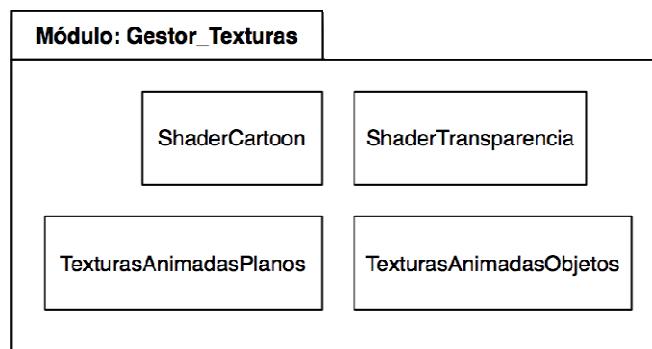 Módulo: Gestor_Texturas
ShaderCartoon
ShaderTransparencia
TexturasAnimadasPlanos
TexturasAnimadasObjetos